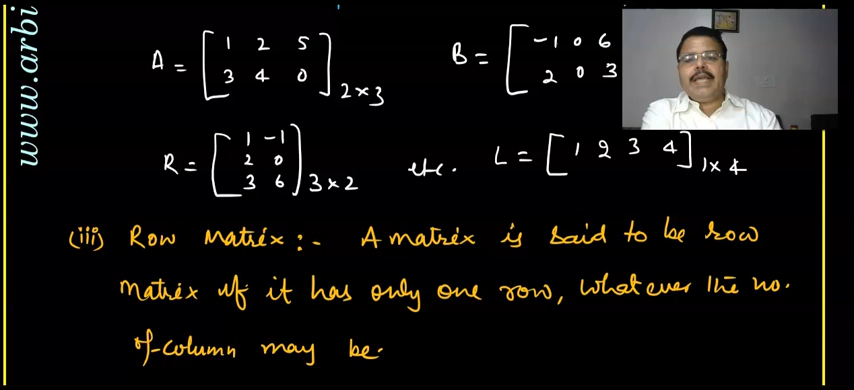 www.arbi
A = [ 1 2 5
3 4 0 ] 2×3
B = [ -1 0 6
2 0 3
R = [ 1 -1
2 0
3 6 ] 3×2
etc.
L = [ 1 2 3 4 ] 1×4
(iii) Row Matrix :- A matrix is said to be row
matrix if it has only one row, whatever the no.
of column may be.